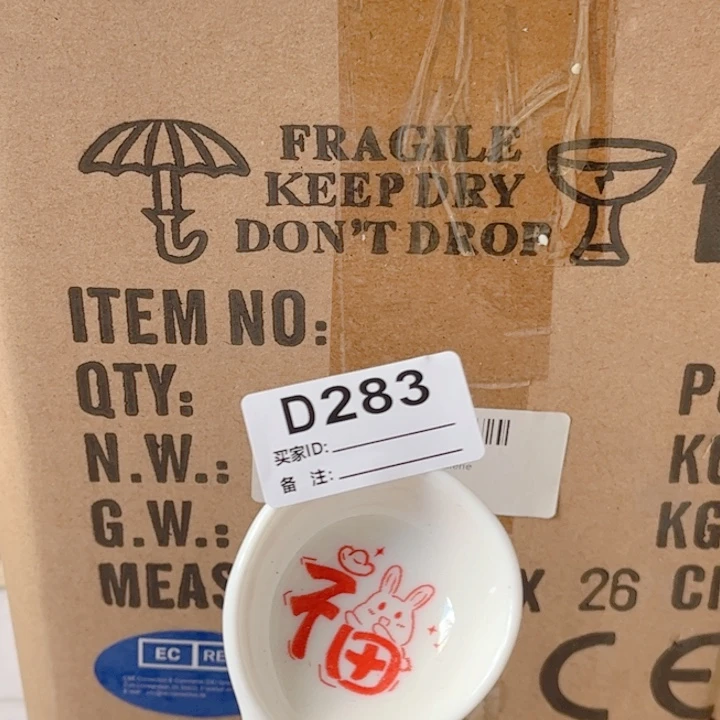 FRAGILE
KEEP DRY
DON'T DROP
ITEM NO:
QTY:
N.W.:
G.W.:
MEAS
X 26
D283
买家ID:
备 注:
福
EC RE
CE